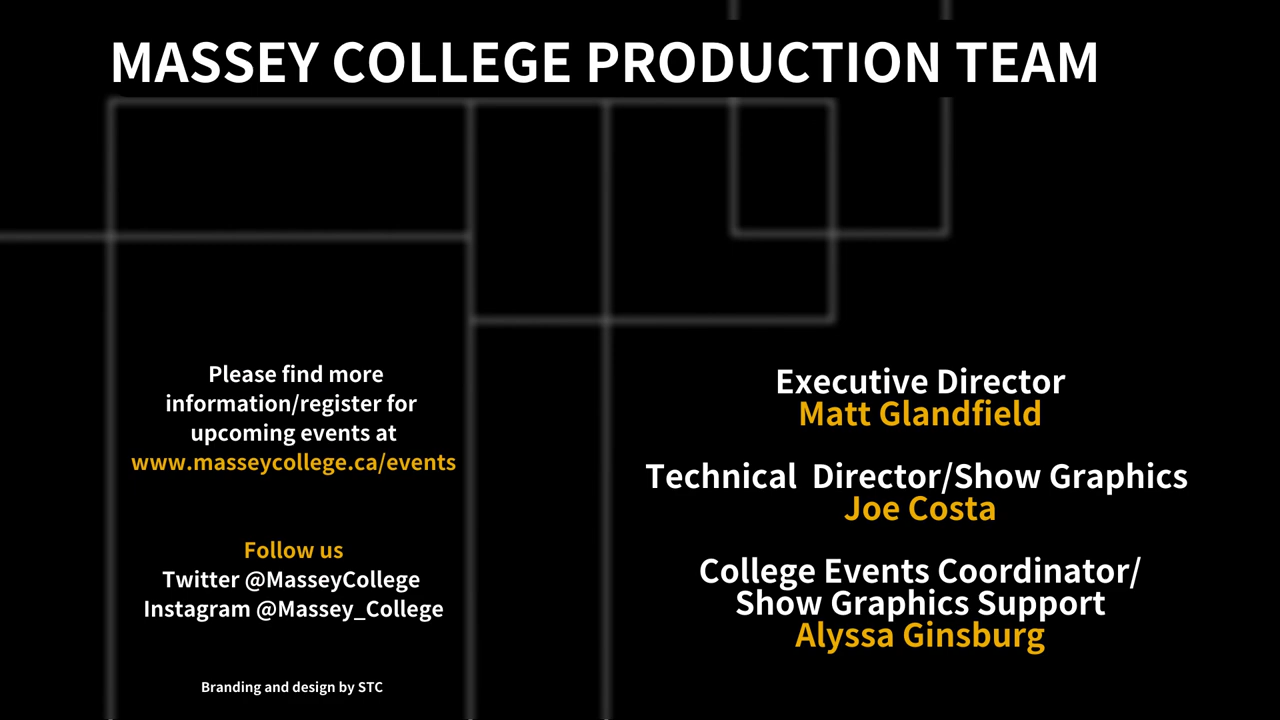 MASSEY COLLEGE PRODUCTION TEAM
Please find more
information/register for
upcoming events at
www.masseycollege.ca/events
Follow us
Twitter @MasseyCollege
Instagram @Massey_College
Branding and design by STC
Executive Director
Matt Glandfield
Technical  Director/Show Graphics
Joe Costa
College Events Coordinator/
Show Graphics Support
Alyssa Ginsburg